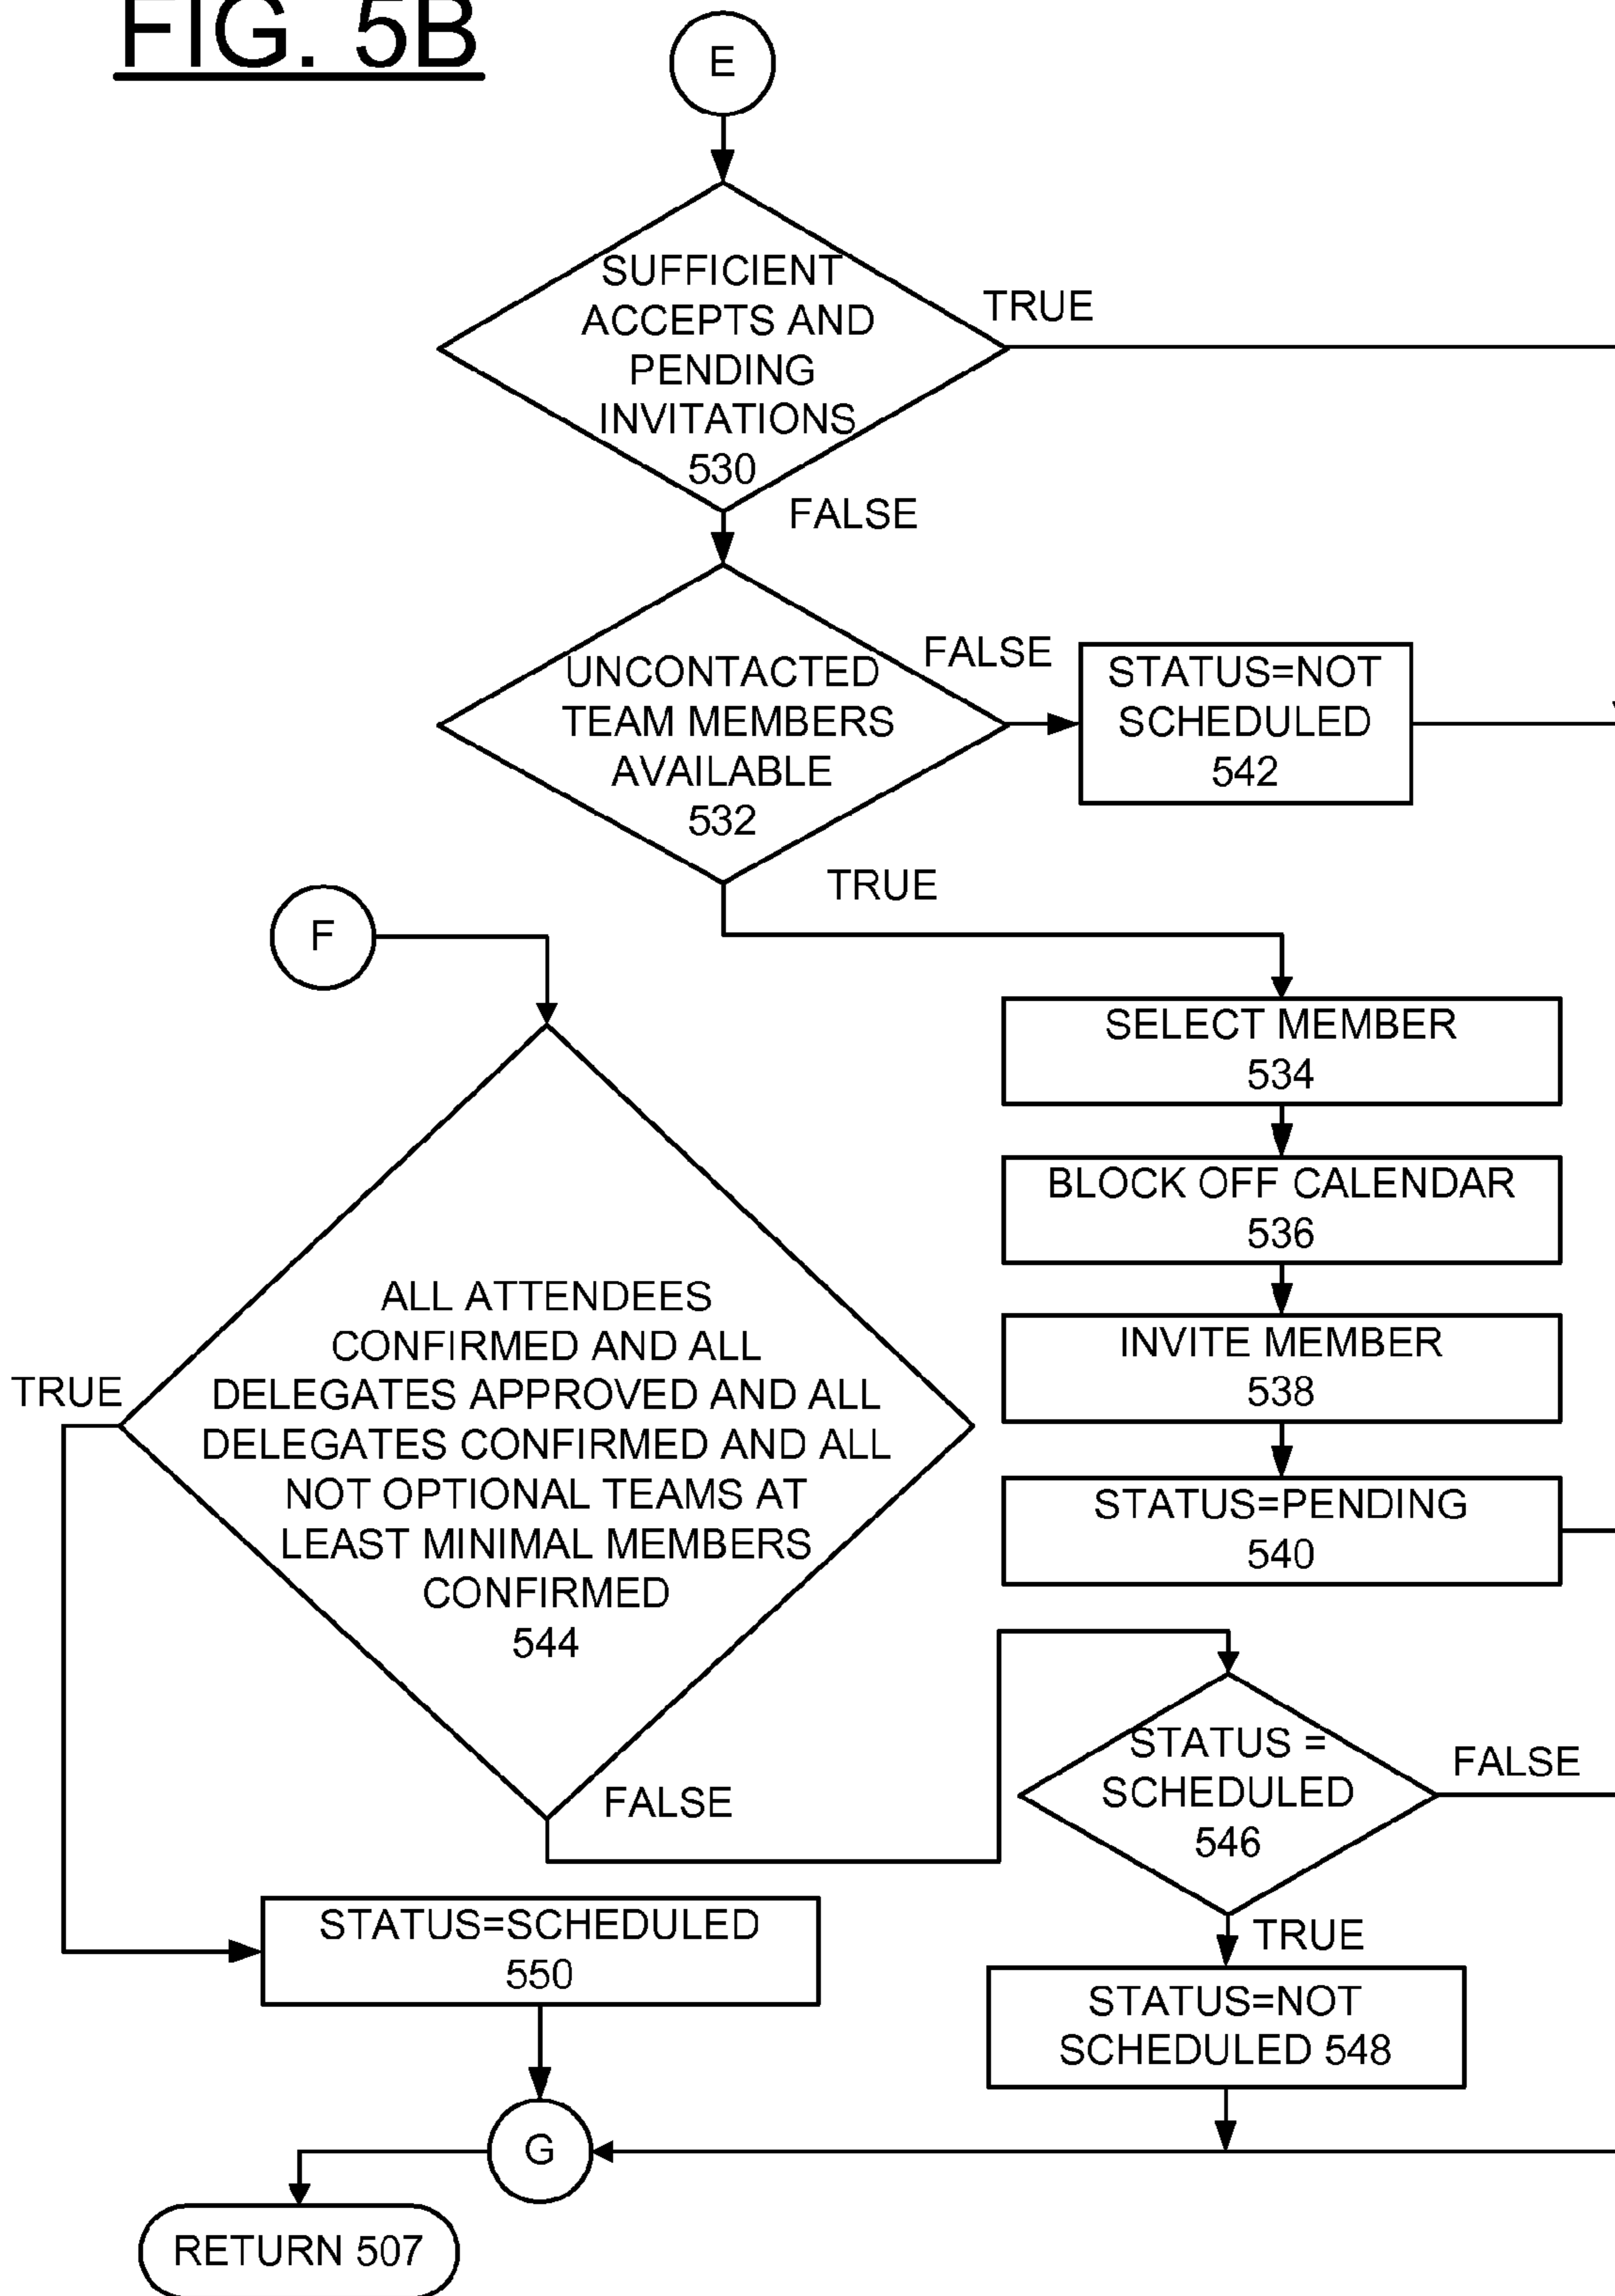 FIG. 5B
E
SUFFICIENT
ACCEPTS AND
PENDING
INVITATIONS
530
TRUE
FALSE
UNCONTACTED
TEAM MEMBERS
AVAILABLE
532
FALSE
STATUS=NOT
SCHEDULED
542
TRUE
F
SELECT MEMBER
534
BLOCK OFF CALENDAR
536
INVITE MEMBER
538
STATUS=PENDING
540
ALL ATTENDEES
CONFIRMED AND ALL
DELEGATES APPROVED AND ALL
DELEGATES CONFIRMED AND ALL
NOT OPTIONAL TEAMS AT
LEAST MINIMAL MEMBERS
CONFIRMED
544
TRUE
FALSE
STATUS =
SCHEDULED
546
FALSE
TRUE
STATUS=SCHEDULED
550
STATUS=NOT
SCHEDULED 548
G
RETURN 507